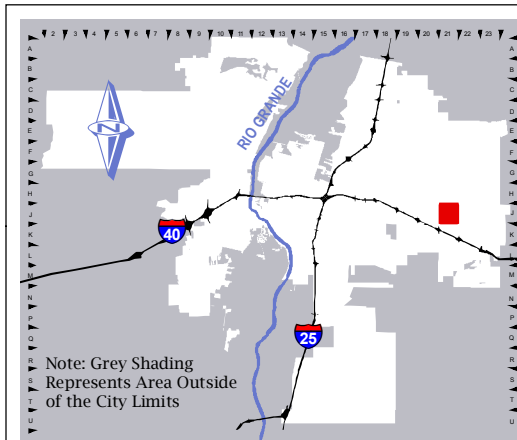 2 3 4 5 6 7 8 9 10 11 12 13 14 15 16 17 18 19 20 21 22 23
A A
B B
C C
D D
E E
F F
G G
H H
J J
K K
L L
M M
N N
P P
Q Q
R R
S S
T T
U U
N
RIO GRANDE
40
25
Note: Grey Shading
Represents Area Outside
of the City Limits